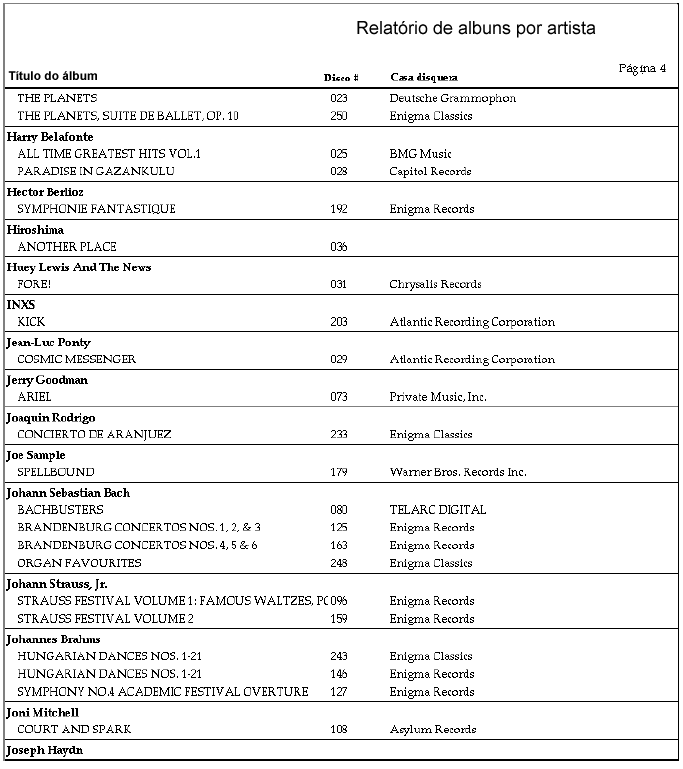 Relatório de albuns por artista
Página 4
Título do álbum Disco # Casa disquera
THE PLANETS 023 Deutsche Grammophon
THE PLANETS, SUITE DE BALLET, OP. 10 250 Enigma Classics
Harry Belafonte
ALL TIME GREATEST HITS VOL.1 025 BMG Music
PARADISE IN GAZANKULU 028 Capitol Records
Hector Berlioz
SYMPHONIE FANTASTIQUE 192 Enigma Records
Hiroshima
ANOTHER PLACE 036
Huey Lewis And The News
FORE! 031 Chrysalis Records
INXS
KICK 203 Atlantic Recording Corporation
Jean-Luc Ponty
COSMIC MESSENGER 029 Atlantic Recording Corporation
Jerry Goodman
ARIEL 073 Private Music, Inc.
Joaquin Rodrigo
CONCIERTO DE ARANJUEZ 233 Enigma Classics
Joe Sample
SPELLBOUND 179 Warner Bros. Records Inc.
Johann Sebastian Bach
BACHBUSTERS 080 TELARC DIGITAL
BRANDENBURG CONCERTOS NOS. 1, 2, & 3 125 Enigma Records
BRANDENBURG CONCERTOS NOS. 4, 5 & 6 163 Enigma Records
ORGAN FAVOURITES 248 Enigma Classics
Johann Strauss, Jr.
STRAUSS FESTIVAL VOLUME 1: FAMOUS WALTZES, PO 096 Enigma Records
STRAUSS FESTIVAL VOLUME 2 159 Enigma Records
Johannes Brahms
HUNGARIAN DANCES NOS. 1-21 243 Enigma Classics
HUNGARIAN DANCES NOS. 1-21 146 Enigma Records
SYMPHONY NO.4 ACADEMIC FESTIVAL OVERTURE 127 Enigma Records
Joni Mitchell
COURT AND SPARK 108 Asylum Records
Joseph Haydn